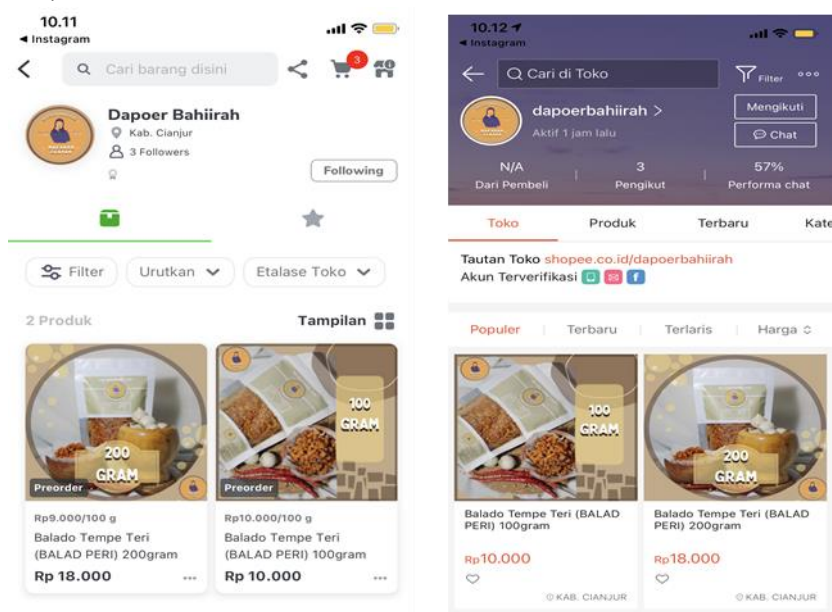 10.11
Instagram
Cari barang disini
3
Dapoer Bahiirah
Kab. Cianjur
3 Followers
Following
Filter
Urutkan
Etalase Toko
2 Produk
Tampilan
200
GRAM
Preorder
100
GRAM
Preorder
Rp9.000/100 g
Balado Tempe Teri
(BALAD PERI) 200gram
Rp 18.000
Rp10.000/100 g
Balado Tempe Teri
(BALAD PERI) 100gram
Rp 10.000
10.12
Instagram
Cari di Toko
Filter
dapoerbahiirah >
Aktif 1 jam lalu
Mengikuti
Chat
N/A
Dari Pembeli
3
Pengikut
57%
Performa chat
Toko
Produk
Terbaru
Kate
Tautan Toko shopee.co.id/dapoerbahiirah
Akun Terverifikasi
Populer
Terbaru
Terlaris
Harga
100
GRAM
200
GRAM
Balado Tempe Teri (BALAD
PERI) 100gram
Rp10.000
KAB. CIANJUR
Balado Tempe Teri (BALAD
PERI) 200gram
Rp18.000
KAB. CIANJUR